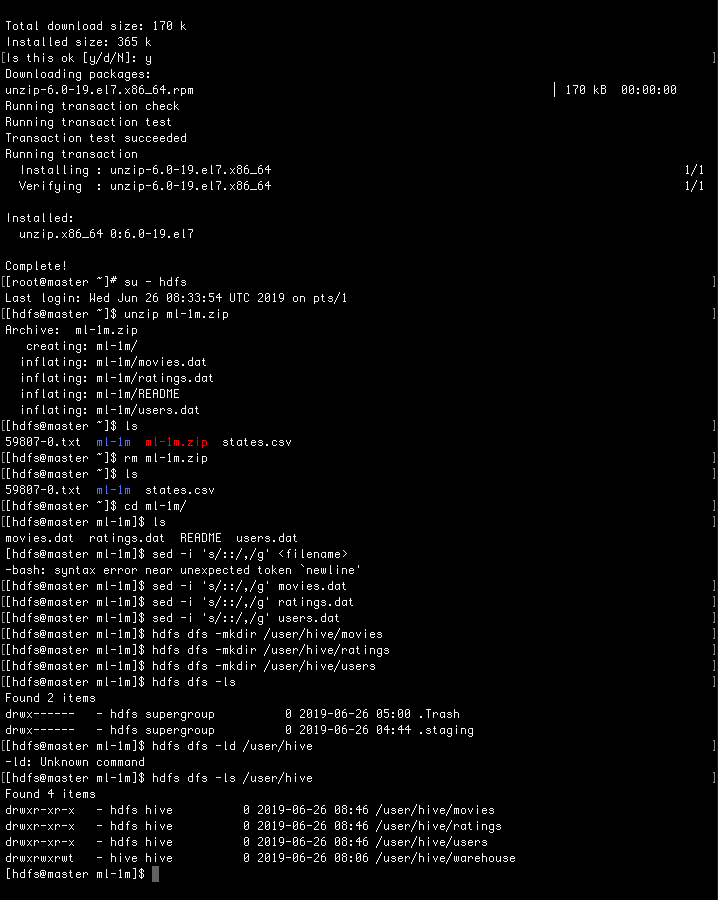 Total download size: 170 k
Installed size: 365 k
[Is this ok [y/d/N]: y ]
Downloading packages:
unzip-6.0-19.el7.x86_64.rpm | 170 kB 00:00:00
Running transaction check
Running transaction test
Transaction test succeeded
Running transaction
Installing : unzip-6.0-19.el7.x86_64 1/1
Verifying : unzip-6.0-19.el7.x86_64 1/1
Installed:
unzip.x86_64 0:6.0-19.el7
Complete!
[[root@master ~]# su - hdfs ]
Last login: Wed Jun 26 08:33:54 UTC 2019 on pts/1
[[hdfs@master ~]$ unzip ml-1m.zip ]
Archive: ml-1m.zip
creating: ml-1m/
inflating: ml-1m/movies.dat
inflating: ml-1m/ratings.dat
inflating: ml-1m/README
inflating: ml-1m/users.dat
[[hdfs@master ~]$ ls ]
59807-0.txt ml-1m ml-1m.zip states.csv
[[hdfs@master ~]$ rm ml-1m.zip ]
[[hdfs@master ~]$ ls ]
59807-0.txt ml-1m states.csv
[[hdfs@master ~]$ cd ml-1m/ ]
[[hdfs@master ml-1m]$ ls ]
movies.dat ratings.dat README users.dat
[hdfs@master ml-1m]$ sed -i 's/::/,/g' <filename>
-bash: syntax error near unexpected token `newline'
[[hdfs@master ml-1m]$ sed -i 's/::/,/g' movies.dat ]
[[hdfs@master ml-1m]$ sed -i 's/::/,/g' ratings.dat ]
[[hdfs@master ml-1m]$ sed -i 's/::/,/g' users.dat ]
[[hdfs@master ml-1m]$ hdfs dfs -mkdir /user/hive/movies ]
[[hdfs@master ml-1m]$ hdfs dfs -mkdir /user/hive/ratings ]
[[hdfs@master ml-1m]$ hdfs dfs -mkdir /user/hive/users ]
[[hdfs@master ml-1m]$ hdfs dfs -ls ]
Found 2 items
drwx------ - hdfs supergroup 0 2019-06-26 05:00 .Trash
drwx------ - hdfs supergroup 0 2019-06-26 04:44 .staging
[[hdfs@master ml-1m]$ hdfs dfs -ld /user/hive ]
-ld: Unknown command
[[hdfs@master ml-1m]$ hdfs dfs -ls /user/hive ]
Found 4 items
drwxr-xr-x - hdfs hive 0 2019-06-26 08:46 /user/hive/movies
drwxr-xr-x - hdfs hive 0 2019-06-26 08:46 /user/hive/ratings
drwxr-xr-x - hdfs hive 0 2019-06-26 08:46 /user/hive/users
drwxrwxrwt - hive hive 0 2019-06-26 08:06 /user/hive/warehouse
[hdfs@master ml-1m]$